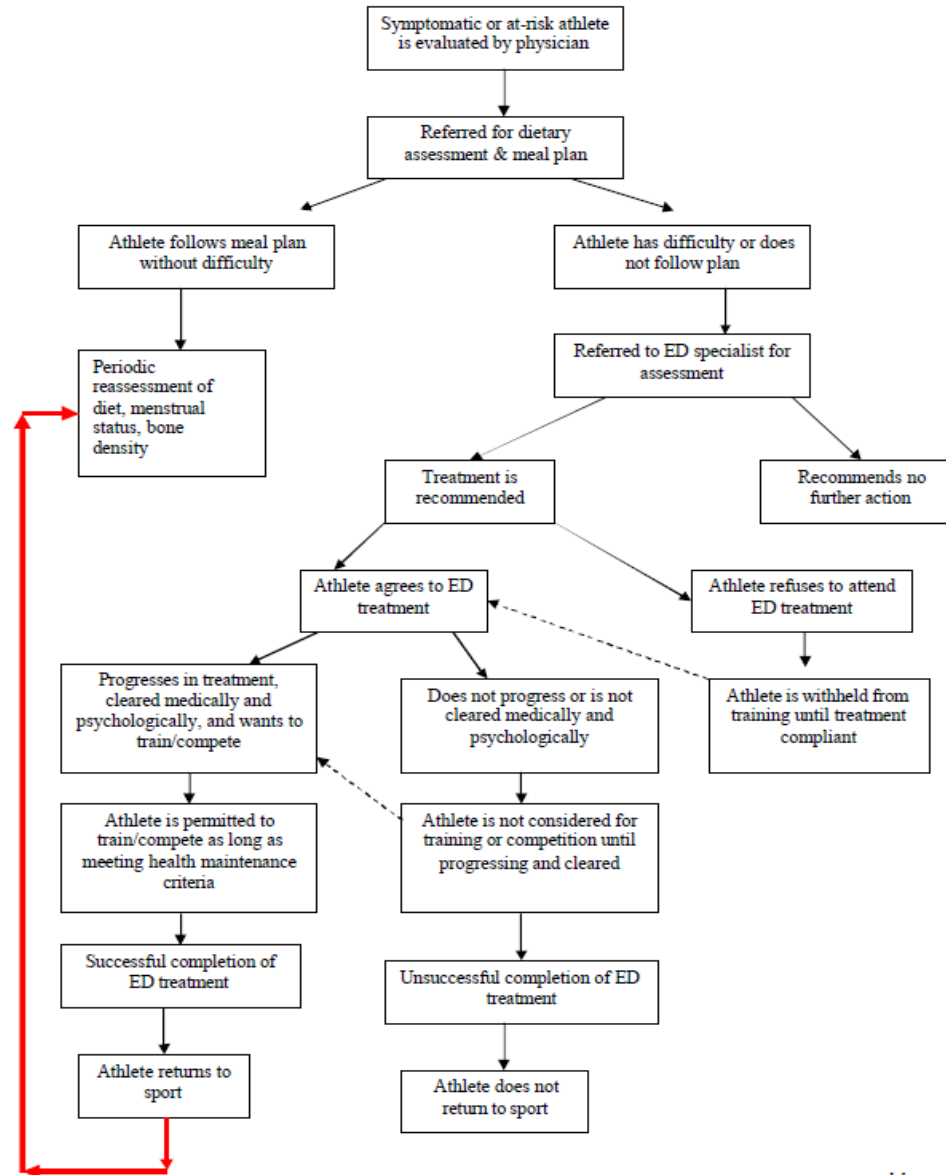 Symptomatic or at-risk athlete
is evaluated by physician
Referred for dietary
assessment & meal plan
Athlete follows meal plan
without difficulty
Athlete has difficulty or does
not follow plan
Periodic
reassessment of
diet, menstrual
status, bone
density
Referred to ED specialist for
assessment
Treatment is
recommended
Recommends no
further action
Athlete agrees to ED
treatment
Athlete refuses to attend
ED treatment
Progresses in treatment,
cleared medically and
psychologically, and wants to
train/compete
Does not progress or is not
cleared medically and
psychologically
Athlete is withheld from
training until treatment
compliant
Athlete is permitted to
train/compete as long as
meeting health maintenance
criteria
Athlete is not considered for
training or competition until
progressing and cleared
Successful completion of
ED treatment
Unsuccessful completion of ED
treatment
Athlete returns to
sport
Athlete does not
return to sport